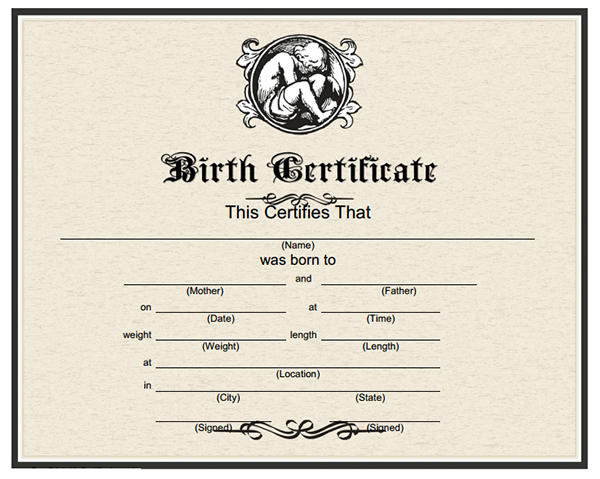 Birth Certificate
This Certifies That
(Name)
was born to
and
(Mother) (Father)
on at
(Date) (Time)
weight length
(Weight) (Length)
at
(Location)
in
(City) (State)
(Signed) (Signed)